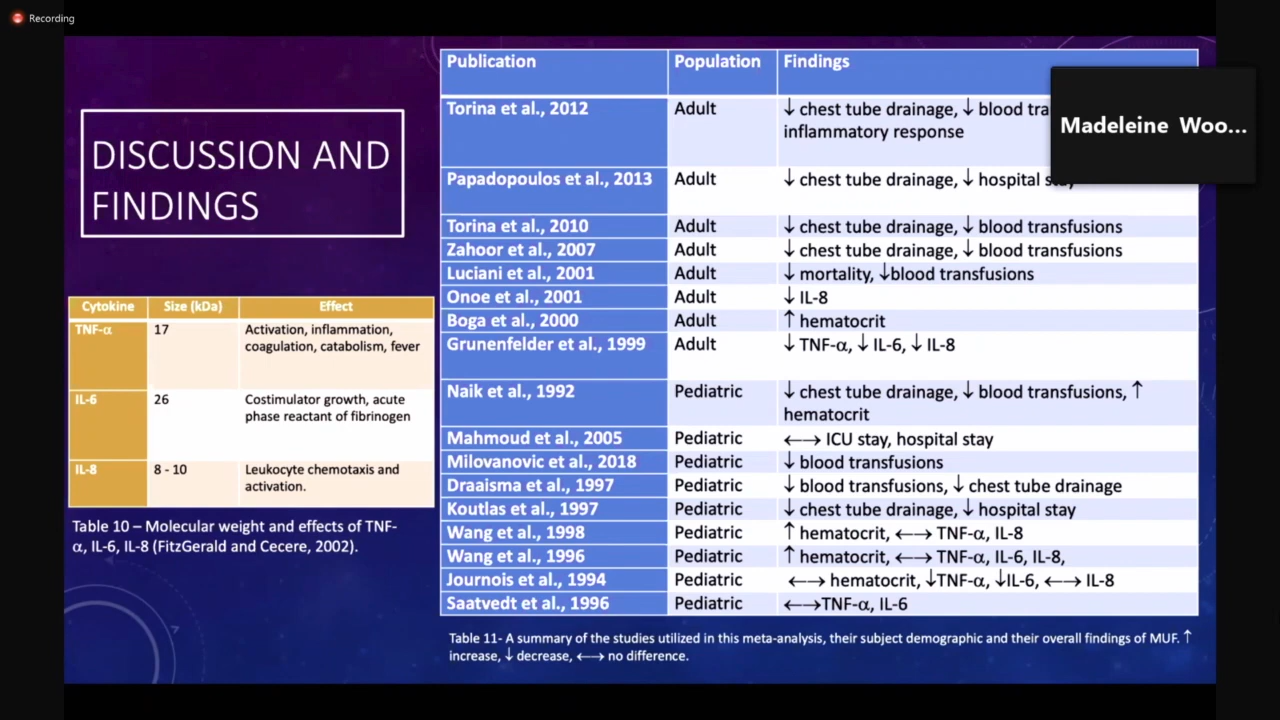 Recording
DISCUSSION AND
FINDINGS
Cytokine Size (kDa) Effect
TNF-α 17 Activation, inflammation,
coagulation, catabolism, fever
IL-6 26 Costimulator growth, acute
phase reactant of fibrinogen
IL-8 8 - 10 Leukocyte chemotaxis and
activation.
Table 10 – Molecular weight and effects of TNF-
α, IL-6, IL-8 (FitzGerald and Cecere, 2002).
Publication Population Findings
Torina et al., 2012 Adult ↓ chest tube drainage, ↓ blood
inflammatory response
Papadopoulos et al., 2013 Adult ↓ chest tube drainage, ↓ hospital
Torina et al., 2010 Adult ↓ chest tube drainage, ↓ blood transfusions
Zahoor et al., 2007 Adult ↓ chest tube drainage, ↓ blood transfusions
Luciani et al., 2001 Adult ↓ mortality, ↓blood transfusions
Onoe et al., 2001 Adult ↓ IL-8
Boga et al., 2000 Adult ↑ hematocrit
Grunenfelder et al., 1999 Adult ↓ TNF-α, ↓ IL-6, ↓ IL-8
Naik et al., 1992 Pediatric ↓ chest tube drainage, ↓ blood transfusions, ↑
hematocrit
Mahmoud et al., 2005 Pediatric ←→ ICU stay, hospital stay
Milovanovic et al., 2018 Pediatric ↓ blood transfusions
Draaisma et al., 1997 Pediatric ↓ blood transfusions, ↓ chest tube drainage
Koutlas et al., 1997 Pediatric ↓ chest tube drainage, ↓ hospital stay
Wang et al., 1998 Pediatric ↑ hematocrit, ←→ TNF-α, IL-8
Wang et al., 1996 Pediatric ↑ hematocrit, ←→ TNF-α, IL-6, IL-8,
Journois et al., 1994 Pediatric ←→ hematocrit, ↓TNF-α, ↓IL-6, ←→ IL-8
Saatvedt et al., 1996 Pediatric ←→TNF-α, IL-6
Table 11- A summary of the studies utilized in this meta-analysis, their subject demographic and their overall findings of MUF. ↑
increase, ↓ decrease, ←→ no difference.
Madeleine Woo...